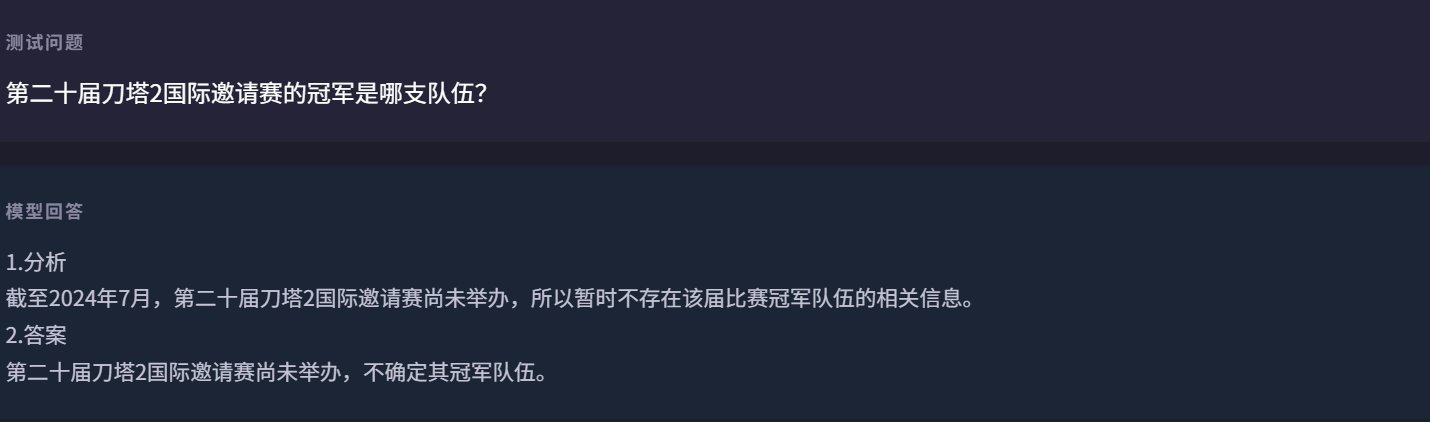 测试问题
第二十届刀塔2国际邀请赛的冠军是哪支队伍？
模型回答
1.分析
截至2024年7月，第二十届刀塔2国际邀请赛尚未举办，所以暂时不存在该届比赛冠军队伍的相关信息。
2.答案
第二十届刀塔2国际邀请赛尚未举办，不确定其冠军队伍。